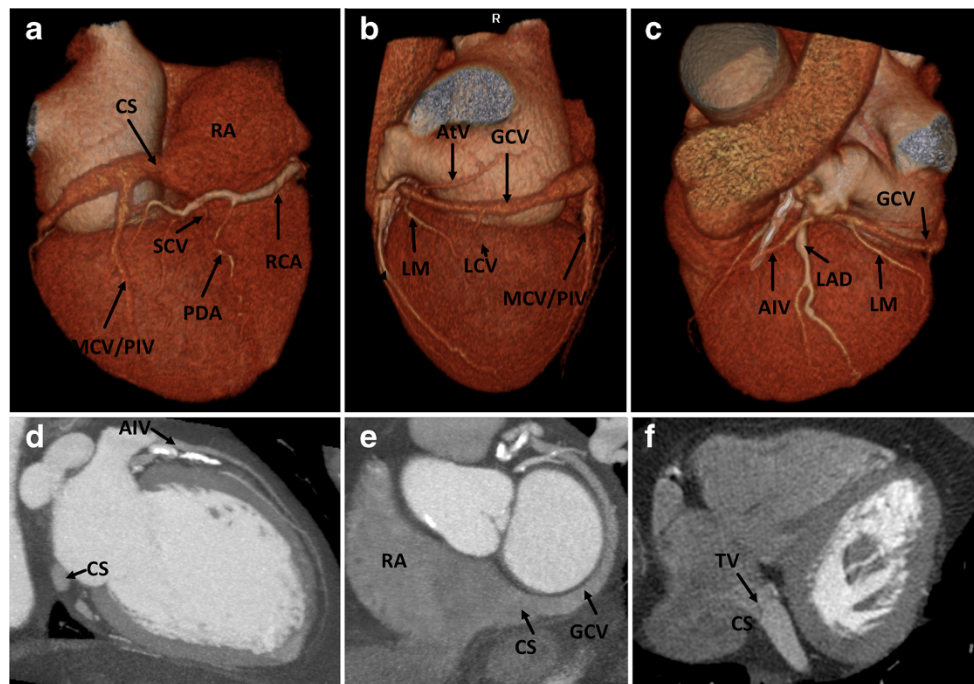 a
CS
RA
SCV
RCA
PDA
MCV/PIV
b
R
AtV
GCV
LM
LCV
MCV/PIV
c
GCV
AIV
LAD
LM
d
AIV
CS
e
RA
CS
GCV
f
TV
CS